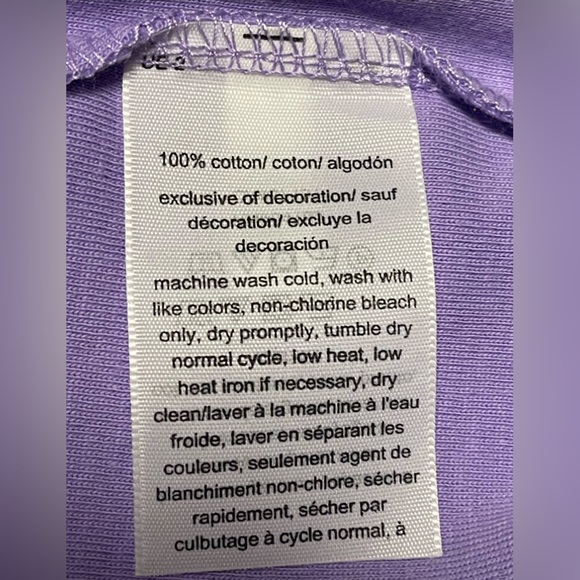 100% cotton/ coton/ algodón
exclusive of decoration/ sauf
décoration/ excluye la
decoración
machine wash cold, wash with
like colors, non-chlorine bleach
only, dry promptly, tumble dry
normal cycle, low heat, low
heat iron if necessary, dry
clean/laver à la machine à l'eau
froide, laver en séparant les
couleurs, seulement agent de
blanchiment non-chlore, sécher
rapidement, sécher par
culbutage à cycle normal, à